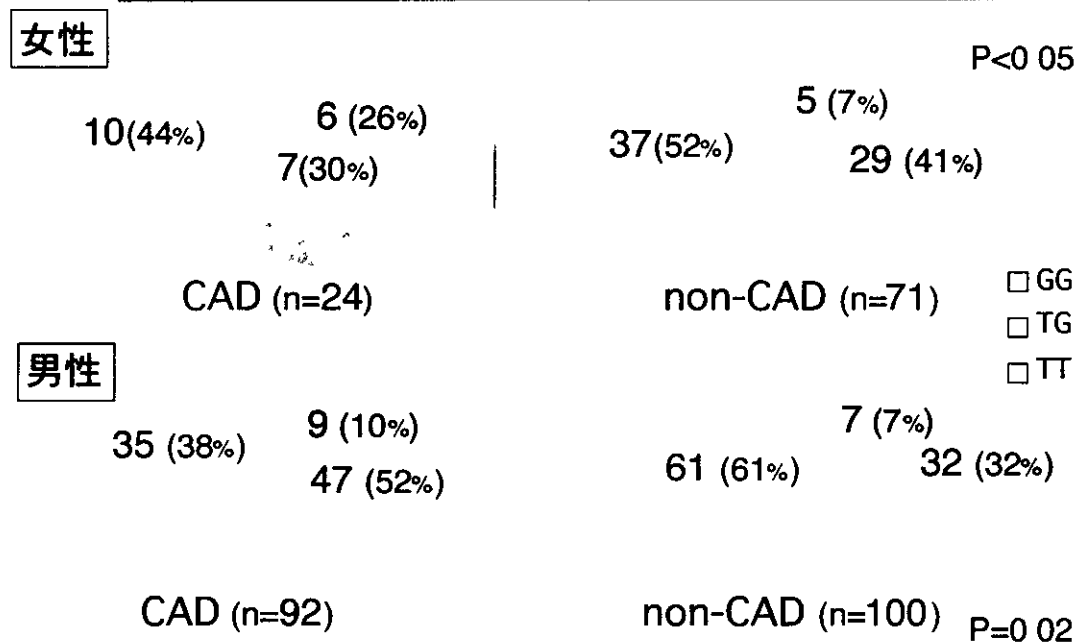 女性
P<0 05
10(44%)
6 (26%)
7(30%)
5 (7%)
37(52%)
29 (41%)
CAD (n=24)
non-CAD (n=71)
□ GG
□ TG
□ TT
男性
35 (38%)
9 (10%)
47 (52%)
7 (7%)
61 (61%)
32 (32%)
CAD (n=92)
non-CAD (n=100)
P=0 02